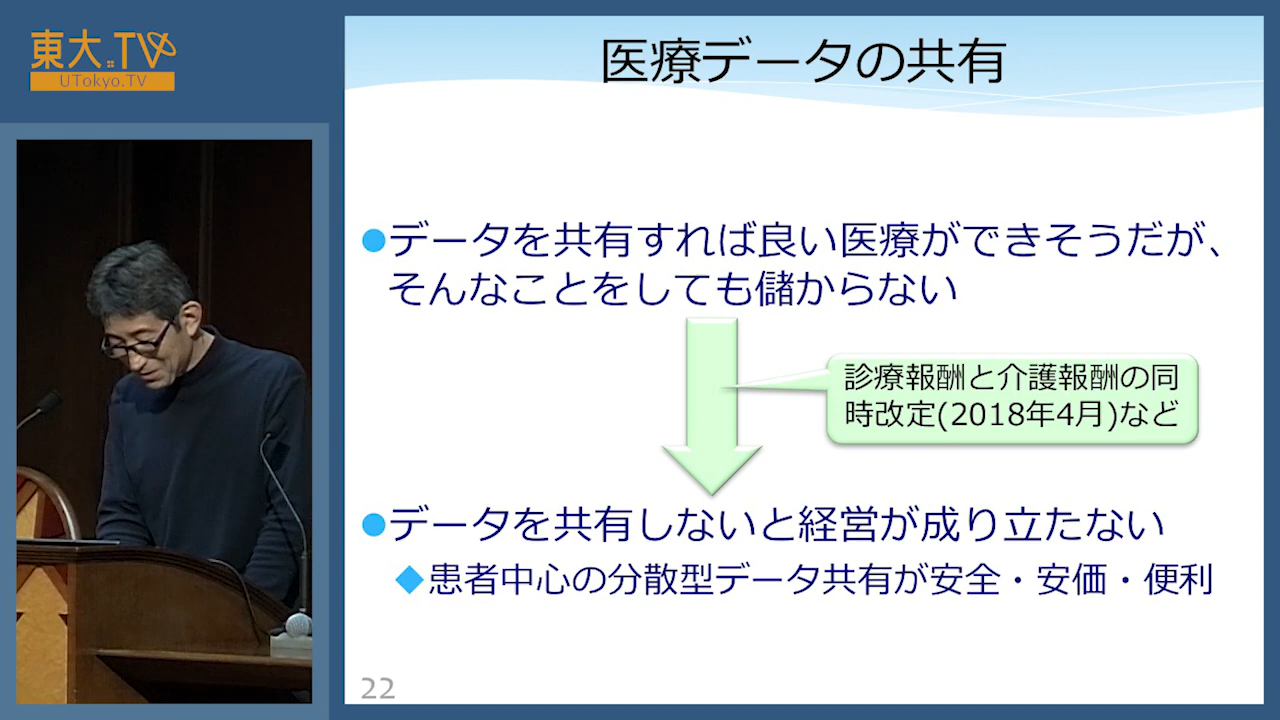 東大.TV
UTokyo.TV
医療データの共有
●データを共有すれば良い医療ができそうだが、
そんなことをしても儲からない
診療報酬と介護報酬の同
時改定(2018年4月)など
●データを共有しないと経営が成り立たない
◆患者中心の分散型データ共有が安全・安価・便利
22